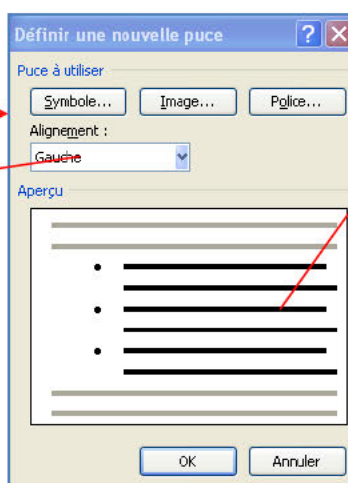 Définir une nouvelle puce
Puce à utiliser
Symbole... Image... Police...
Alignement :
Gauche
Aperçu
OK Annuler